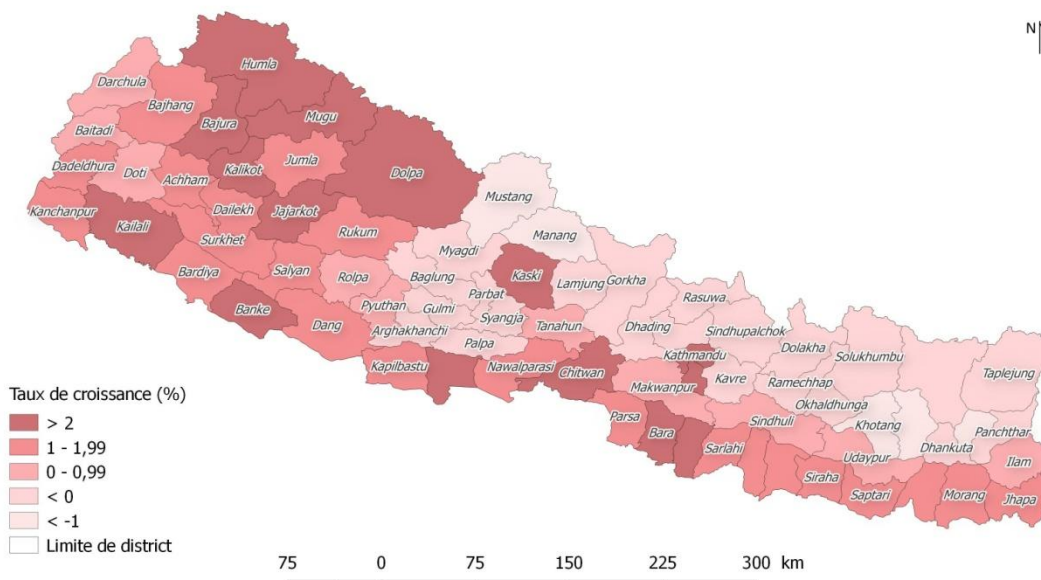 N
Humla
Darchula
Bajhang
Mugu
Bajura
Baitadi
Jumla
Dadeldhura
Kalikot
Dolpa
Doti
Achham
Mustang
Kanchanpur
Dailekh
Jajarkot
Kailali
Rukum
Manang
Surkhet
Myagdi
Bardiya
Salyan
Rolpa
Baglung
Kaski
Lamjung
Gorkha
Parbat
Rasuwa
Banke
Pyuthan
Gulmi
Syangja
Dang
Arghakhanchi
Tanahun
Dhading
Sindhupalchok
Palpa
Dolakha
Solukhumbu
Kathmandu
Kapilbastu
Nawalparasi
Chitwan
Taplejung
Makwanpur
Kavre
Ramechhap
Okhaldhunga
Parsa
Sindhuli
Khotang
Panchthar
Bara
Dhankuta
Sarlahi
Udaypur
Ilam
Siraha
Saptari
Morang
Jhapa
Taux de croissance (%)
> 2
1 - 1,99
0 - 0,99
< 0
< -1
Limite de district
75 0 75 150 225 300 km